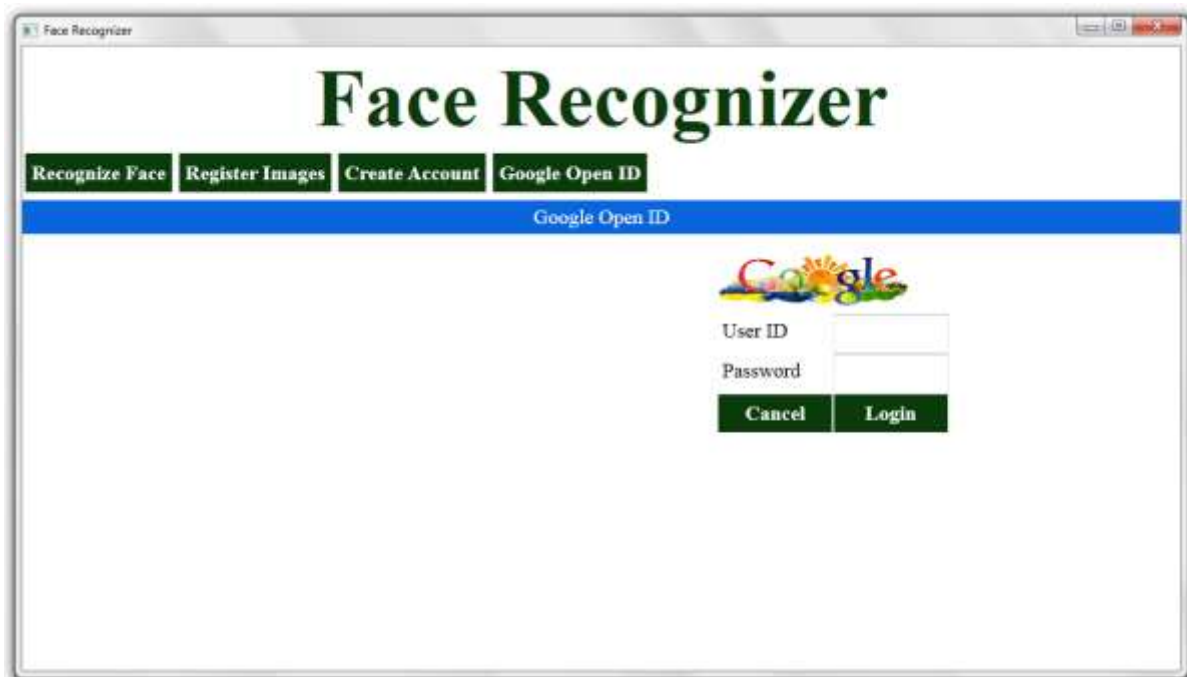 Face Recognizer
Face Recognizer
Recognize Face Register Images Create Account Google Open ID
Google Open ID
Google
User ID
Password
Cancel Login